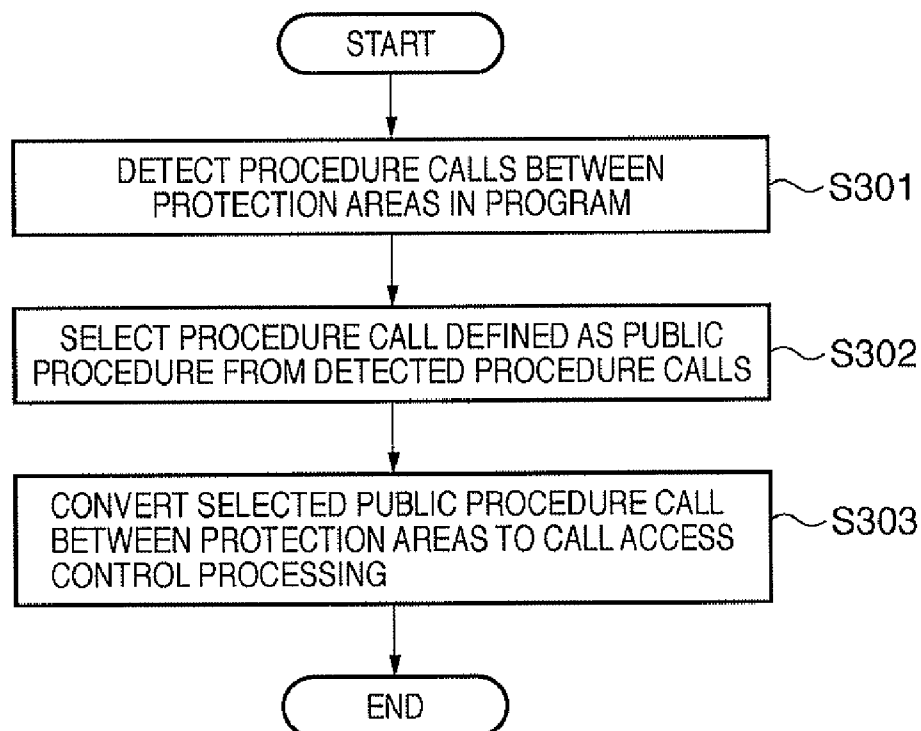 START
DETECT PROCEDURE CALLS BETWEEN
PROTECTION AREAS IN PROGRAM
S301
SELECT PROCEDURE CALL DEFINED AS PUBLIC
PROCEDURE FROM DETECTED PROCEDURE CALLS
S302
CONVERT SELECTED PUBLIC PROCEDURE CALL
BETWEEN PROTECTION AREAS TO CALL ACCESS
CONTROL PROCESSING
S303
END